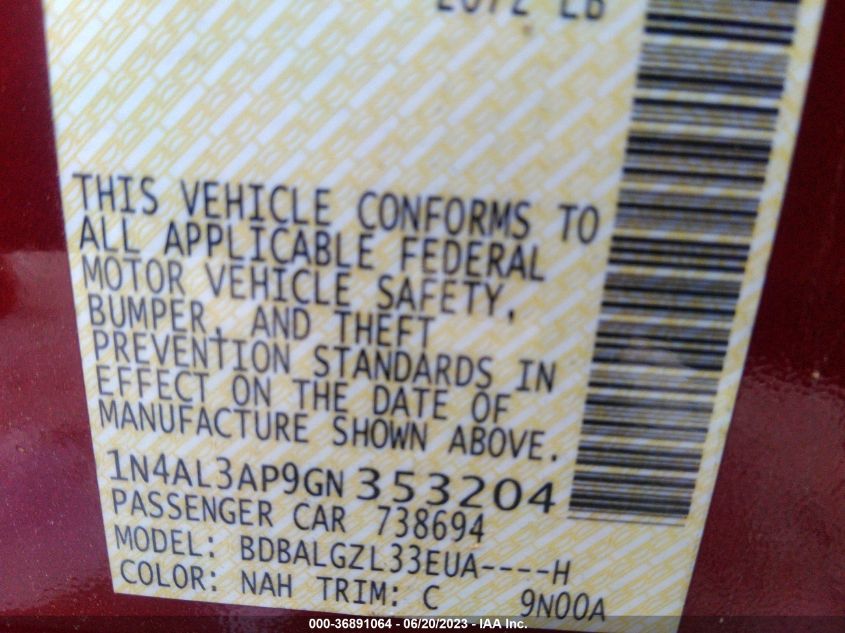 THIS VEHICLE CONFORMS TO
ALL APPLICABLE FEDERAL
MOTOR VEHICLE SAFETY,
BUMPER, AND THEFT
PREVENTION STANDARDS IN
EFFECT ON THE DATE OF
MANUFACTURE SHOWN ABOVE.
1N4AL3AP9GN353204
PASSENGER CAR 738694
MODEL: BDBALGZL33EUA----H
COLOR: NAH TRIM: C 9N00A
000-36891064 - 06/20/2023 - IAA Inc.